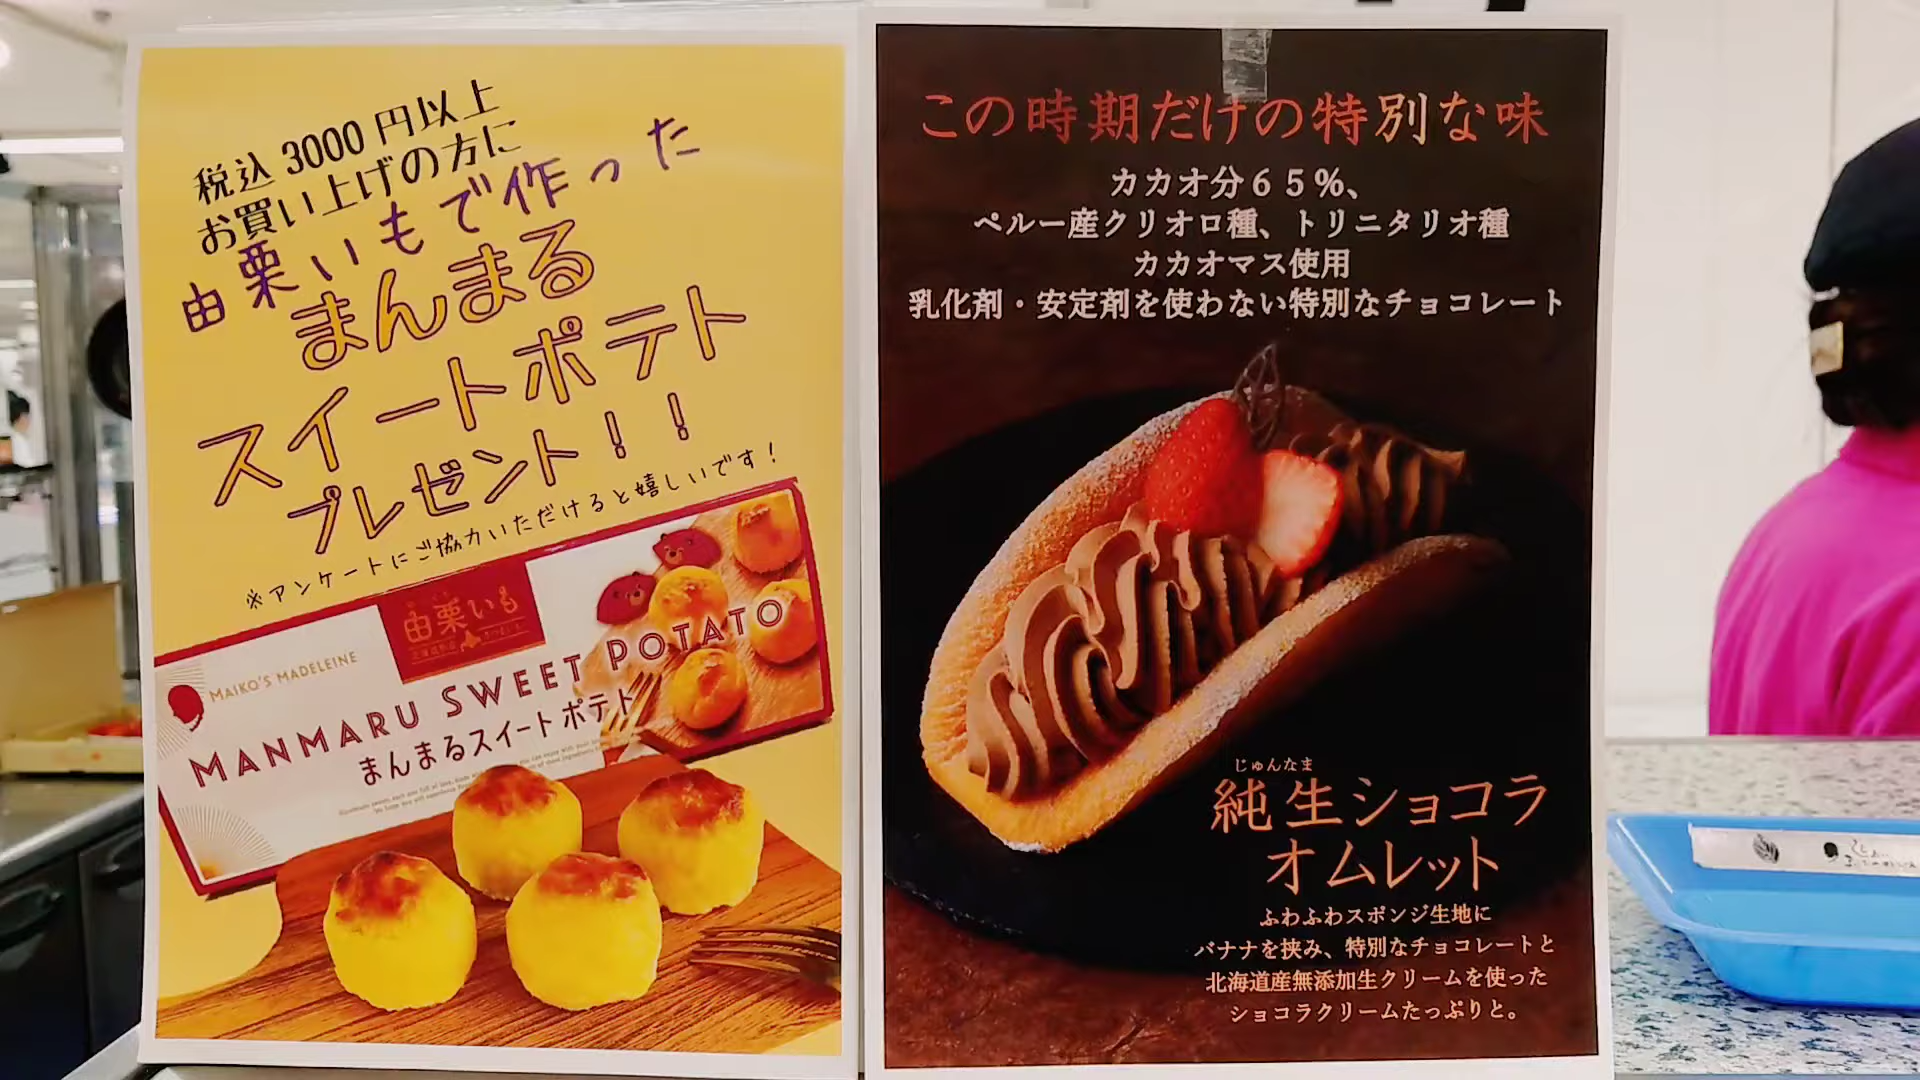 税込3000円以上
お買い上げの方に
由栗いもで作った
まんまる
スイートポテト
プレゼント！！
※アンケートにご協力いただけると嬉しいです！
由栗いも
MAIKO'S MADELEINE
MANMARU SWEET POTATO
まんまるスイートポテト
この時期だけの特別な味
カカオ分６５%、
ペルー産クリオロ種、トリニタリオ種
カカオマス使用
乳化剤・安定剤を使わない特別なチョコレート
じゅんなま
純生ショコラ
オムレット
ふわふわスポンジ生地に
バナナを挟み、特別なチョコレートと
北海道産無添加生クリームを使った
ショコラクリームたっぷりと。